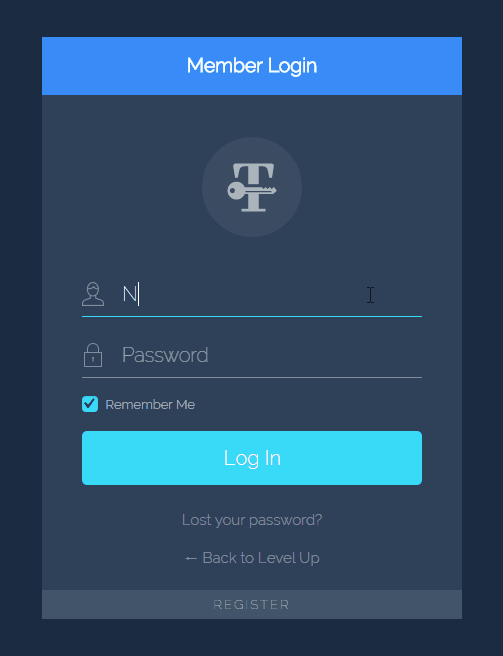 Member Login
T
N
Password
Remember Me
Log In
Lost your password?
← Back to Level Up
REGISTER